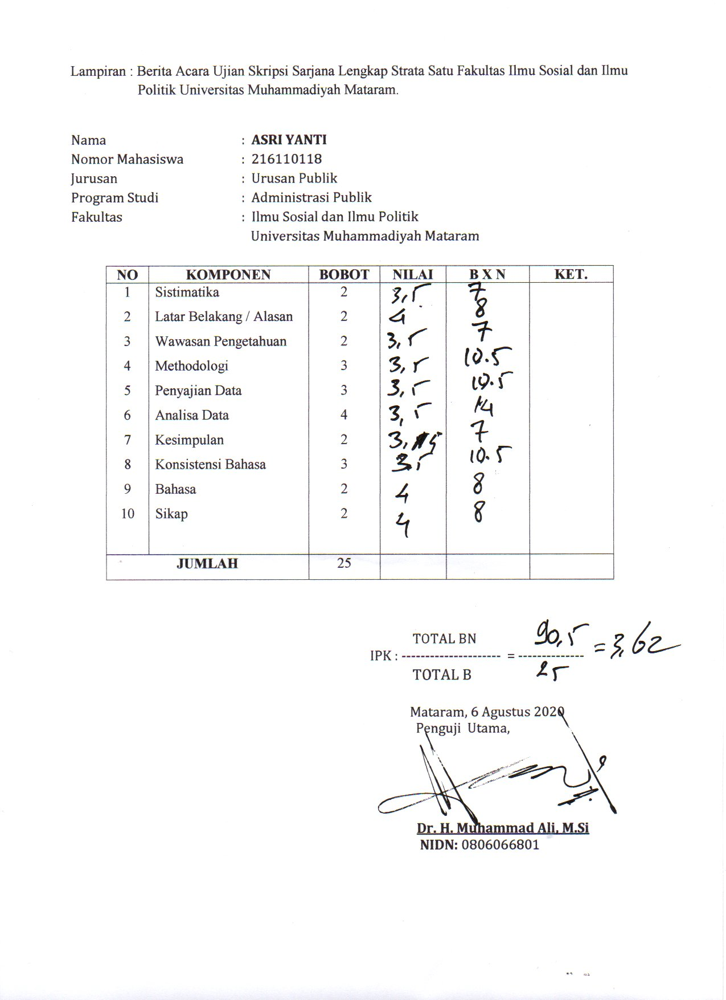 Lampiran : Berita Acara Ujian Skripsi Sarjana Lengkap Strata Satu Fakultas Ilmu Sosial dan Ilmu
Politik Universitas Muhammadiyah Mataram.
Nama : ASRI YANTI
Nomor Mahasiswa : 216110118
Jurusan : Urusan Publik
Program Studi : Administrasi Publik
Fakultas : Ilmu Sosial dan Ilmu Politik
Universitas Muhammadiyah Mataram
NO KOMPONEN BOBOT NILAI B X N KET.
1 Sistimatika 2 3,5 7
2 Latar Belakang / Alasan 2 4 8
3 Wawasan Pengetahuan 2 3,5 7
4 Methodologi 3 3,5 10.5
5 Penyajian Data 3 3,5 10.5
6 Analisa Data 4 3,5 14
7 Kesimpulan 2 3,5 7
8 Konsistensi Bahasa 3 3.5 10.5
9 Bahasa 2 4 8
10 Sikap 2 4 8
JUMLAH 25
TOTAL BN 90,5
IPK : --------------------- = -------------- = 3,62
TOTAL B 25
Mataram, 6 Agustus 2020
Penguji Utama,
Dr. H. Muhammad Ali, M.Si
NIDN: 0806066801